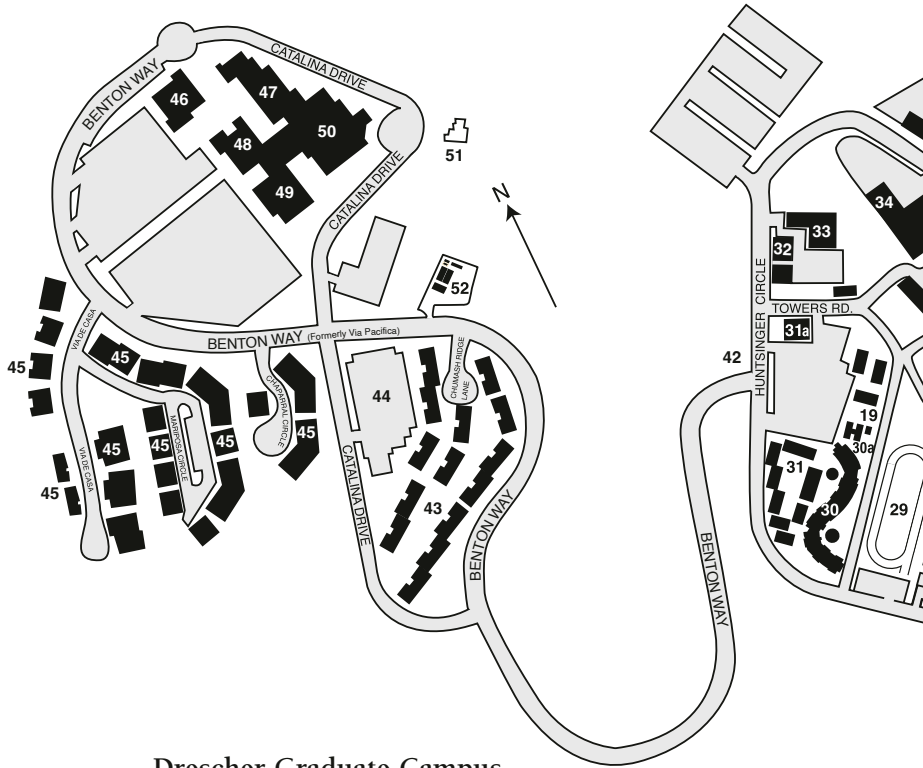 CATALINA DRIVE
BENTON WAY
46
47
50
48
51
49
CATALINA DRIVE
N
34
33
32
52
HUNTSINGER CIRCLE
TOWERS RD.
VIA DE CASA
31a
BENTON WAY (Formerly Via Pacifica)
45
45
42
CHUMASH RIDGE
LANE
44
CHAPARRAL CIRCLE
19
45
45
45
45
MARIPOSA CIRCLE
30a
VIA DE CASA
31
45
CATALINA DRIVE
43
30
29
BENTON WAY
BENTON WAY
Drescher Graduate Campus